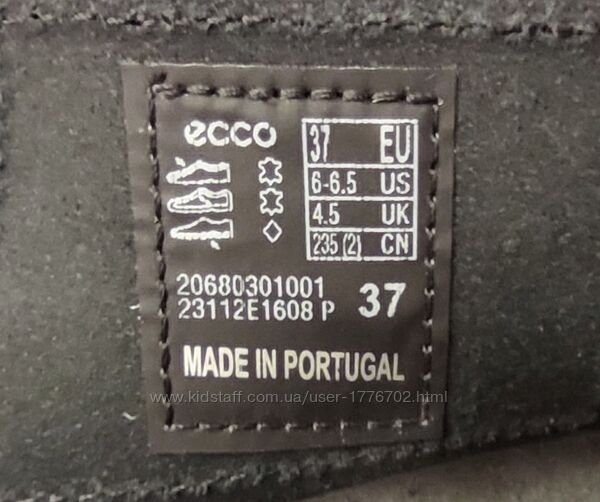 ecco
37 EU
6-6.5 US
4.5 UK
235 (2) CN
20680301001
23112E1608 P 37
MADE IN PORTUGAL
www.kidstaff.com.ua/user-1776702.html